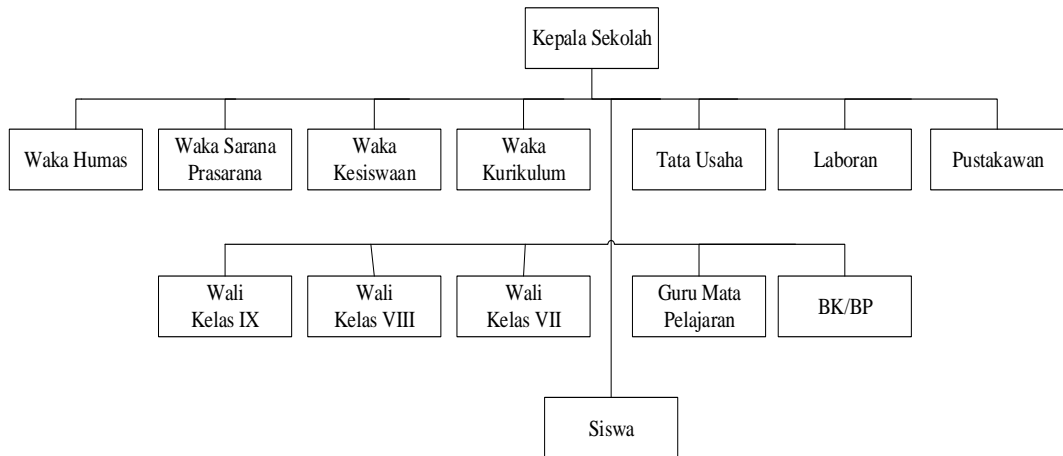 Kepala Sekolah
Waka Humas
Waka Sarana
Prasarana
Waka
Kesiswaan
Waka
Kurikulum
Tata Usaha
Laboran
Pustakawan
Wali
Kelas IX
Wali
Kelas VIII
Wali
Kelas VII
Guru Mata
Pelajaran
BK/BP
Siswa